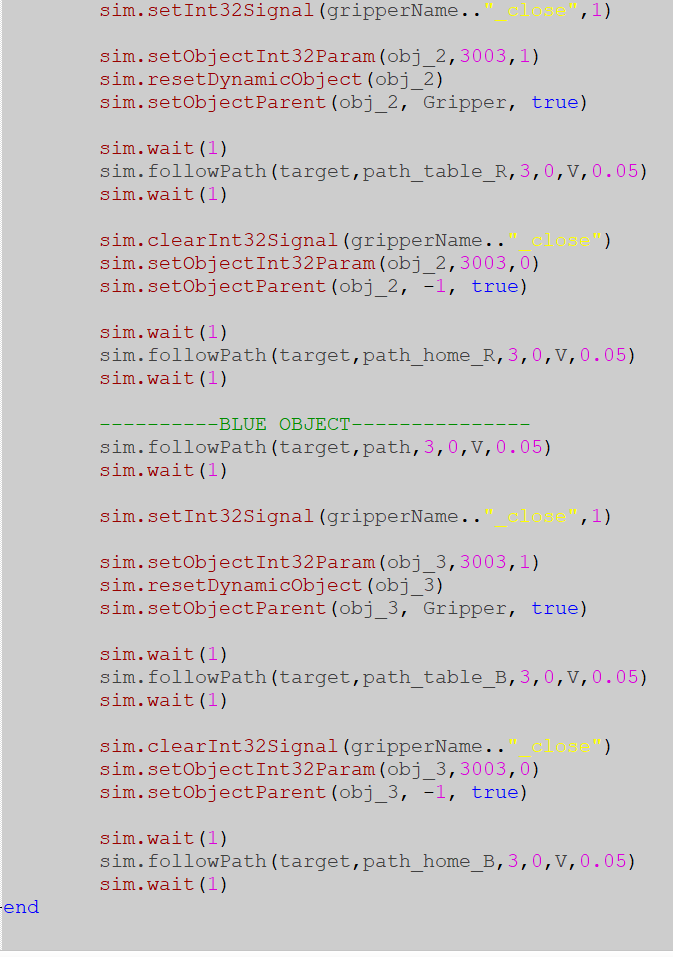 sim.setInt32Signal(gripperName.."_close",1)
sim.setObjectInt32Param(obj_2,3003,1)
sim.resetDynamicObject(obj_2)
sim.setObjectParent(obj_2, Gripper, true)
sim.wait(1)
sim.followPath(target,path_table_R,3,0,V,0.05)
sim.wait(1)
sim.clearInt32Signal(gripperName.."_close")
sim.setObjectInt32Param(obj_2,3003,0)
sim.setObjectParent(obj_2, -1, true)
sim.wait(1)
sim.followPath(target,path_home_R,3,0,V,0.05)
sim.wait(1)
----------BLUE OBJECT---------------
sim.followPath(target,path,3,0,V,0.05)
sim.wait(1)
sim.setInt32Signal(gripperName.."_close",1)
sim.setObjectInt32Param(obj_3,3003,1)
sim.resetDynamicObject(obj_3)
sim.setObjectParent(obj_3, Gripper, true)
sim.wait(1)
sim.followPath(target,path_table_B,3,0,V,0.05)
sim.wait(1)
sim.clearInt32Signal(gripperName.."_close")
sim.setObjectInt32Param(obj_3,3003,0)
sim.setObjectParent(obj_3, -1, true)
sim.wait(1)
sim.followPath(target,path_home_B,3,0,V,0.05)
sim.wait(1)
end